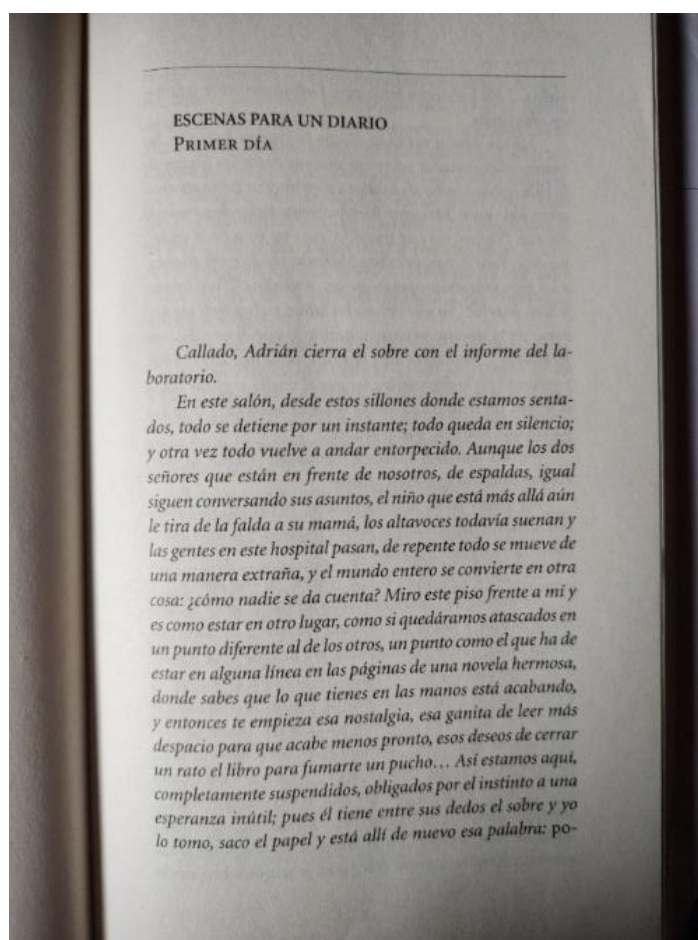 ESCENAS PARA UN DIARIO
PRIMER DÍA
Callado, Adrián cierra el sobre con el informe del la-
boratorio.
En este salón, desde estos sillones donde estamos senta-
dos, todo se detiene por un instante; todo queda en silencio;
y otra vez todo vuelve a andar entorpecido. Aunque los dos
señores que están en frente de nosotros, de espaldas, igual
siguen conversando sus asuntos, el niño que está más allá aún
le tira de la falda a su mamá, los altavoces todavía suenan y
las gentes en este hospital pasan, de repente todo se mueve de
una manera extraña, y el mundo entero se convierte en otra
cosa: ¿cómo nadie se da cuenta? Miro este piso frente a mí y
es como estar en otro lugar, como si quedáramos atascados en
un punto diferente al de los otros, un punto como el que ha de
estar en alguna línea en las páginas de una novela hermosa,
donde sabes que lo que tienes en las manos está acabando,
y entonces te empieza esa nostalgia, esa ganita de leer más
despacio para que acabe menos pronto, esos deseos de cerrar
un rato el libro para fumarte un pucho… Así estamos aquí,
completamente suspendidos, obligados por el instinto a una
esperanza inútil; pues él tiene entre sus dedos el sobre y yo
lo tomo, saco el papel y está allí de nuevo esa palabra: po-